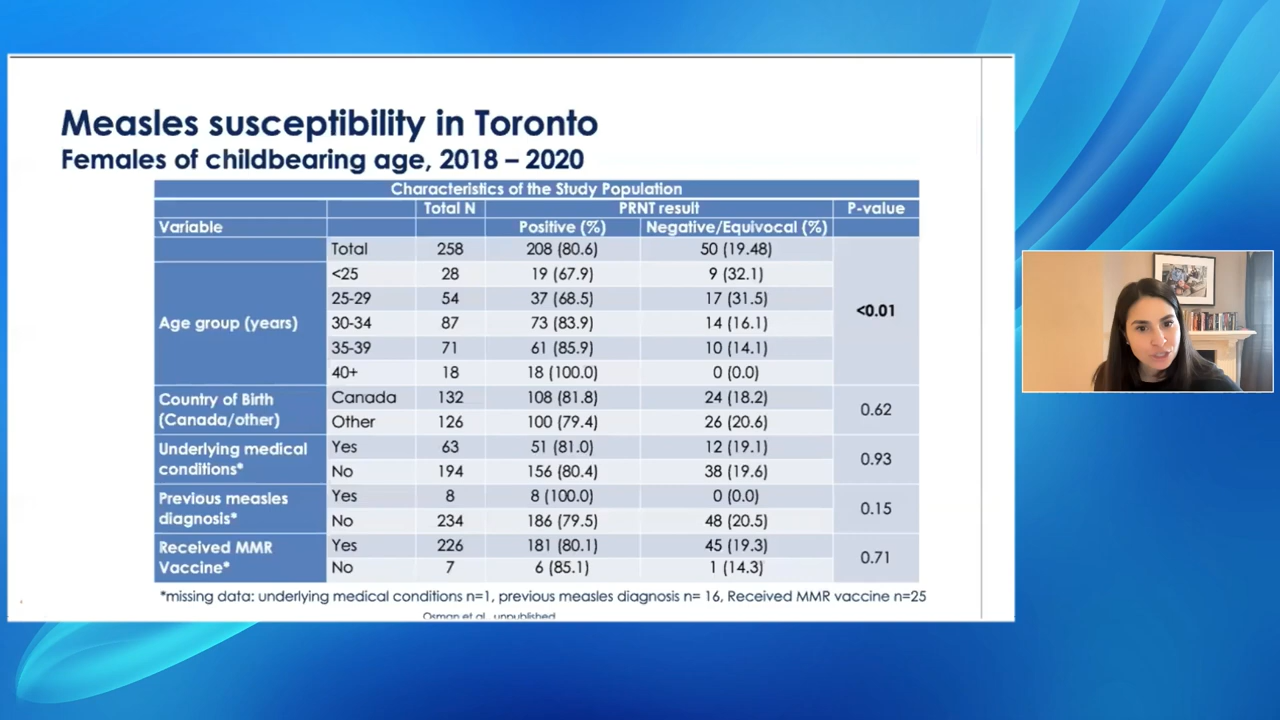 Measles susceptibility in Toronto
Females of childbearing age, 2018 – 2020
Characteristics of the Study Population
Total N PRNT result P-value
Variable Positive (%) Negative/Equivocal (%)
Total 258 208 (80.6) 50 (19.48)
<25 28 19 (67.9) 9 (32.1)
25-29 54 37 (68.5) 17 (31.5)
Age group (years) 30-34 87 73 (83.9) 14 (16.1) <0.01
35-39 71 61 (85.9) 10 (14.1)
40+ 18 18 (100.0) 0 (0.0)
Country of Birth Canada 132 108 (81.8) 24 (18.2) 0.62
(Canada/other) Other 126 100 (79.4) 26 (20.6)
Underlying medical Yes 63 51 (81.0) 12 (19.1) 0.93
conditions* No 194 156 (80.4) 38 (19.6)
Previous measles Yes 8 8 (100.0) 0 (0.0) 0.15
diagnosis* No 234 186 (79.5) 48 (20.5)
Received MMR Yes 226 181 (80.1) 45 (19.3) 0.71
Vaccine* No 7 6 (85.1) 1 (14.3)
*missing data: underlying medical conditions n=1, previous measles diagnosis n= 16, Received MMR vaccine n=25
Osman et al., unpublished